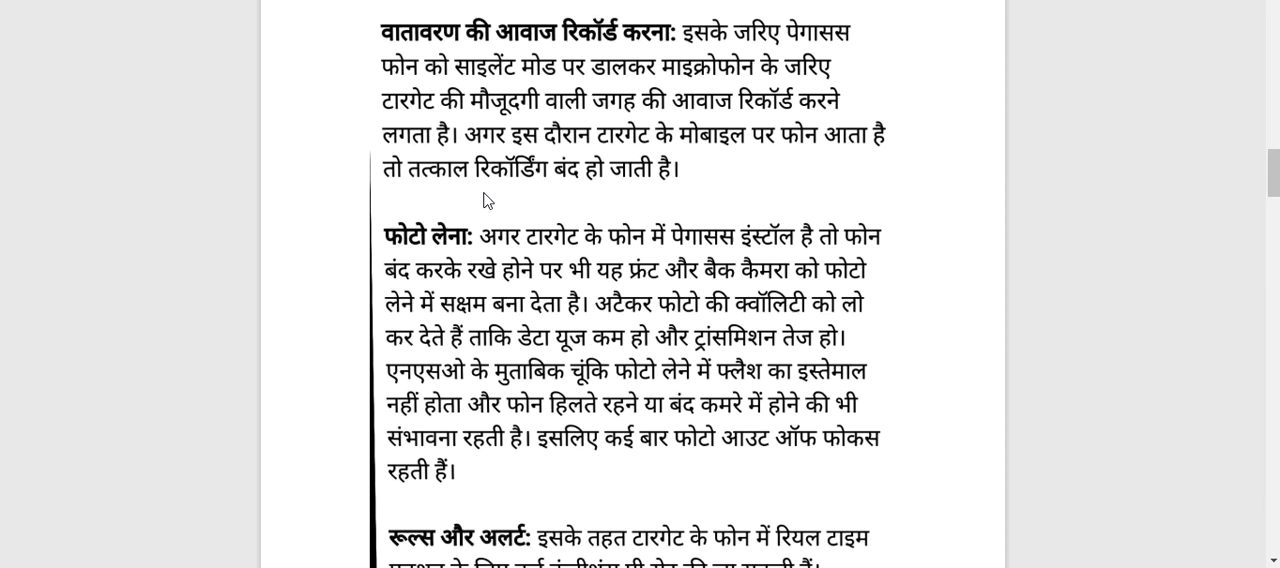 वातावरण की आवाज रिकॉर्ड करना: इसके जरिए पेगासस
फोन को साइलेंट मोड पर डालकर माइक्रोफोन के जरिए
टारगेट की मौजूदगी वाली जगह की आवाज रिकॉर्ड करने
लगता है। अगर इस दौरान टारगेट के मोबाइल पर फोन आता है
तो तत्काल रिकॉर्डिंग बंद हो जाती है।
फोटो लेना: अगर टारगेट के फोन में पेगासस इंस्टॉल है तो फोन
बंद करके रखे होने पर भी यह फ्रंट और बैक कैमरा को फोटो
लेने में सक्षम बना देता है। अटैकर फोटो की क्वॉलिटी को लो
कर देते हैं ताकि डेटा यूज कम हो और ट्रांसमिशन तेज हो।
एनएसओ के मुताबिक चूंकि फोटो लेने में फ्लैश का इस्तेमाल
नहीं होता और फोन हिलते रहने या बंद कमरे में होने की भी
संभावना रहती है। इसलिए कई बार फोटो आउट ऑफ फोकस
रहती हैं।
रूल्स और अलर्ट: इसके तहत टारगेट के फोन में रियल टाइम